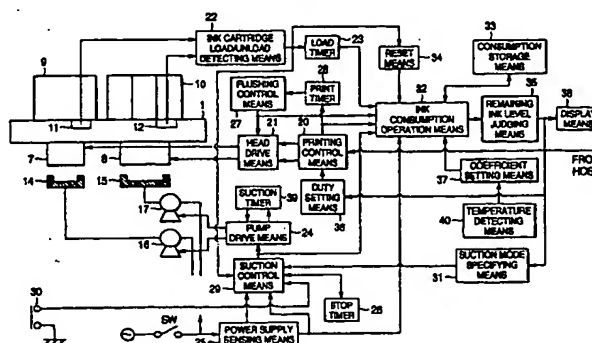 22
INK CARTRIDGE
LOAD/UNLOAD
DETECTING MEANS
23
LOAD
TIMER
RESET
MEANS
34
33
CONSUMPTION
STORAGE MEANS
9
10
11
12
1
7
8
FLUSHING
CONTROL
MEANS
27
28
PRINT
TIMER
21
HEAD
DRIVE MEANS
20
PRINTING
CONTROL
MEANS
32
INK
CONSUMPTION
OPERATION MEANS
35
REMAINING
INK LEVEL
JUDGING MEANS
38
DISPLAY
MEANS
FROM
HOST
14
15
17
16
SUCTION
TIMER
39
PUMP
DRIVE MEANS
24
DUTY
SETTING MEANS
36
COEFFICIENT
SETTING MEANS
37
TEMPERATURE
DETECTING MEANS
40
SUCTION
CONTROL
MEANS
29
SUCTION MODE
SPECIFYING
MEANS
31
STOP
TIMER
26
30
SW
POWER SUPPLY
SENSING MEANS
25